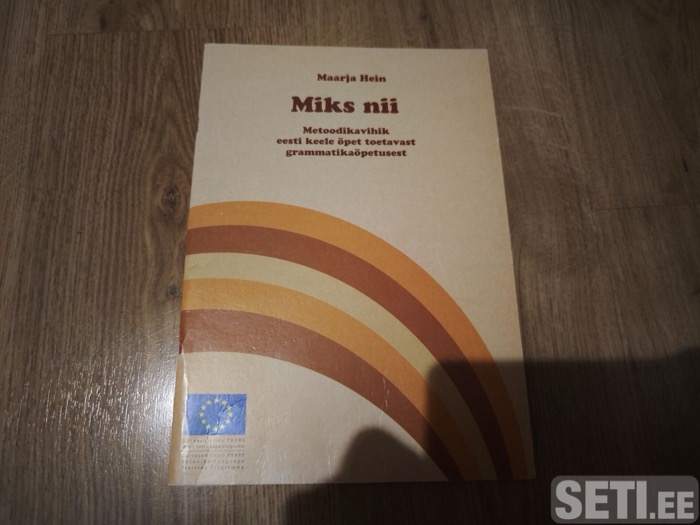 Maarja Hein
Miks nii
Metoodikavihik
eesti keele õpet toetavast
grammatikaõpetusest
SETI.ee